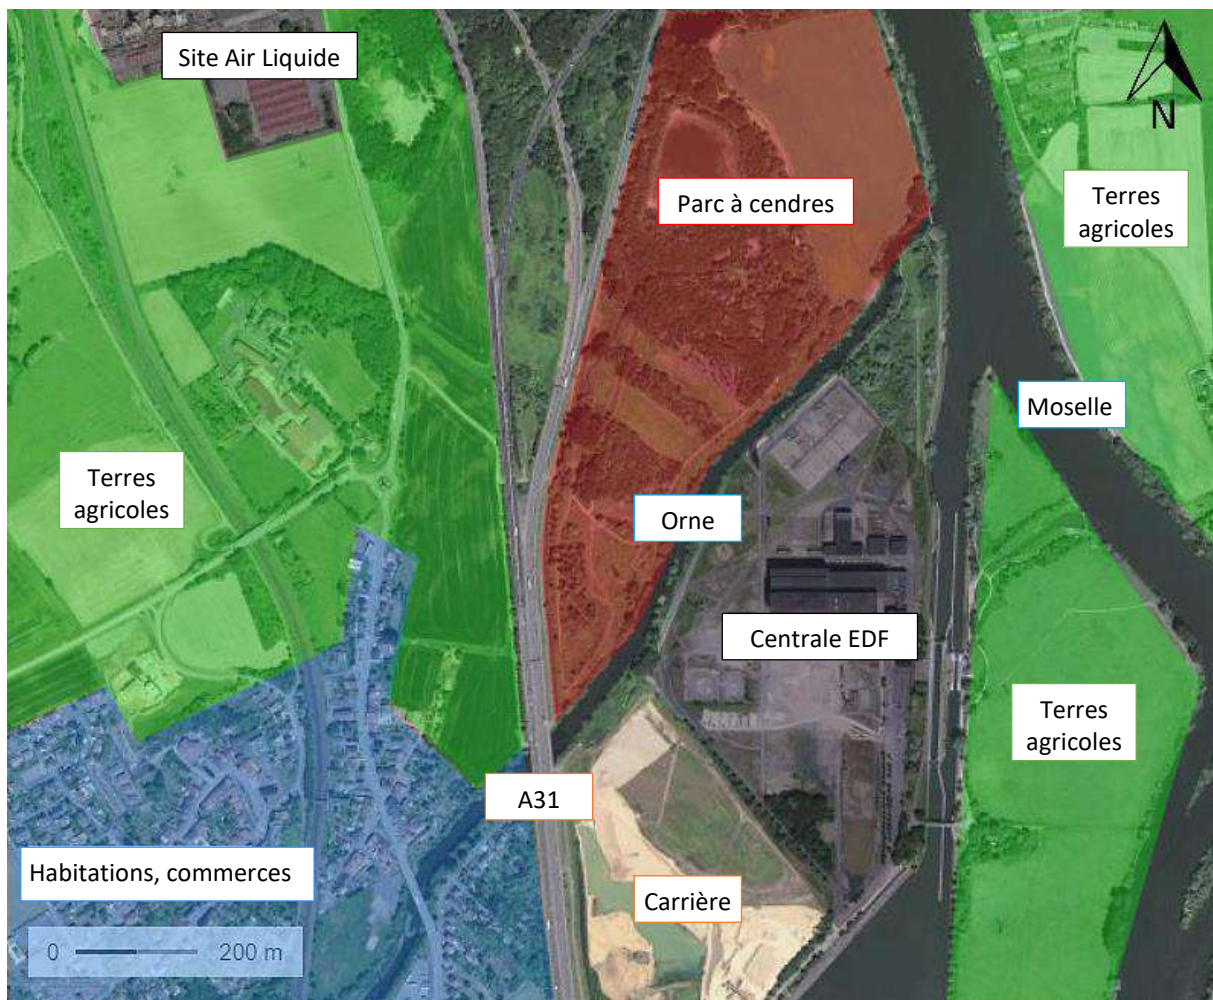 Site Air Liquide
N
Parc à cendres
Terres
agricoles
Moselle
Terres
agricoles
Orne
Centrale EDF
Terres
agricoles
A31
Habitations, commerces
Carrière
0 200 m